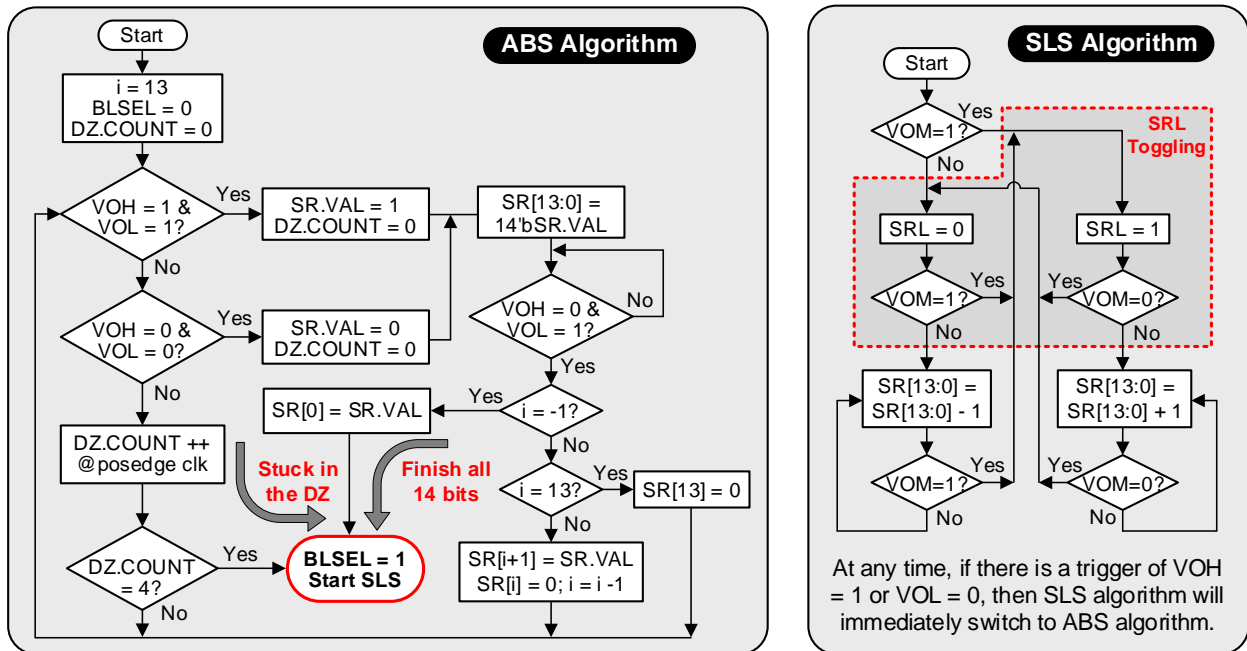 ABS Algorithm
Start
i = 13
BLSEL = 0
DZ.COUNT = 0
VOH = 1 &
VOL = 1?
Yes
No
SR.VAL = 1
DZ.COUNT = 0
SR[13:0] =
14'bSR.VAL
VOH = 0 &
VOL = 0?
Yes
No
SR.VAL = 0
DZ.COUNT = 0
VOH = 0 &
VOL = 1?
No
Yes
DZ.COUNT ++
@posedge clk
SR[0] = SR.VAL
Yes
i = -1?
No
Stuck in
the DZ
Finish all
14 bits
i = 13?
Yes
No
SR[13] = 0
DZ.COUNT
= 4?
Yes
No
BLSEL = 1
Start SLS
SR[i+1] = SR.VAL
SR[i] = 0; i = i -1
SLS Algorithm
Start
VOM=1?
Yes
No
SRL
Toggling
SRL = 0
SRL = 1
VOM=1?
Yes
No
Yes
VOM=0?
No
SR[13:0] =
SR[13:0] - 1
SR[13:0] =
SR[13:0] + 1
VOM=1?
Yes
No
Yes
VOM=0?
No
At any time, if there is a trigger of VOH
= 1 or VOL = 0, then SLS algorithm will
immediately switch to ABS algorithm.